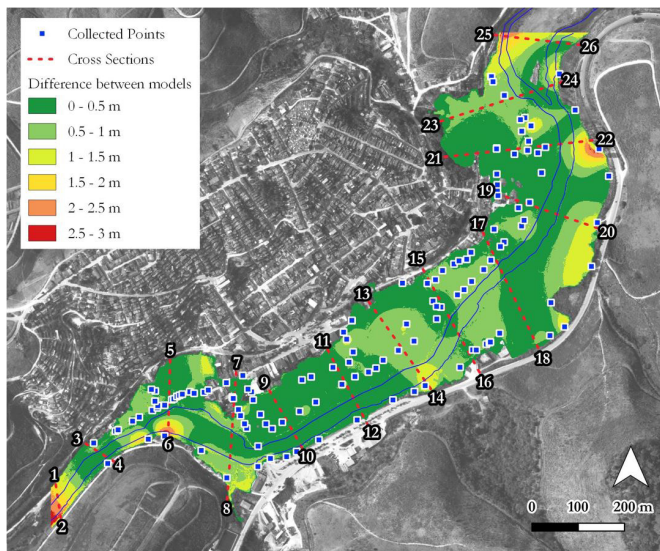 Collected Points
Cross Sections
Difference between models
0 - 0.5 m
0.5 - 1 m
1 - 1.5 m
1.5 - 2 m
2 - 2.5 m
2.5 - 3 m
25
26
24
23
22
21
19
20
17
15
13
18
11
16
14
5
7
9
12
3
6
4
10
1
8
2
0 100 200 m